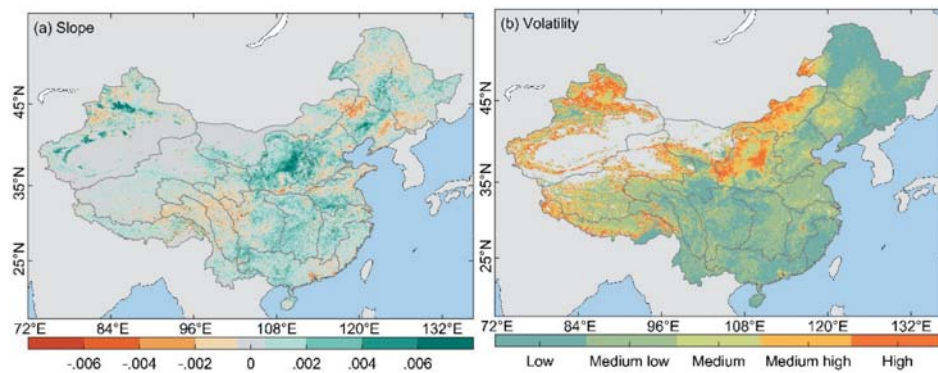 (a) Slope
(b) Volatility
45°N
35°N
25°N
45°N
35°N
25°N
72°E 84°E 96°E 108°E 120°E 132°E
72°E 84°E 96°E 108°E 120°E 132°E
-.006 -.004 -.002 0 .002 .004 .006
Low Medium low Medium Medium high High